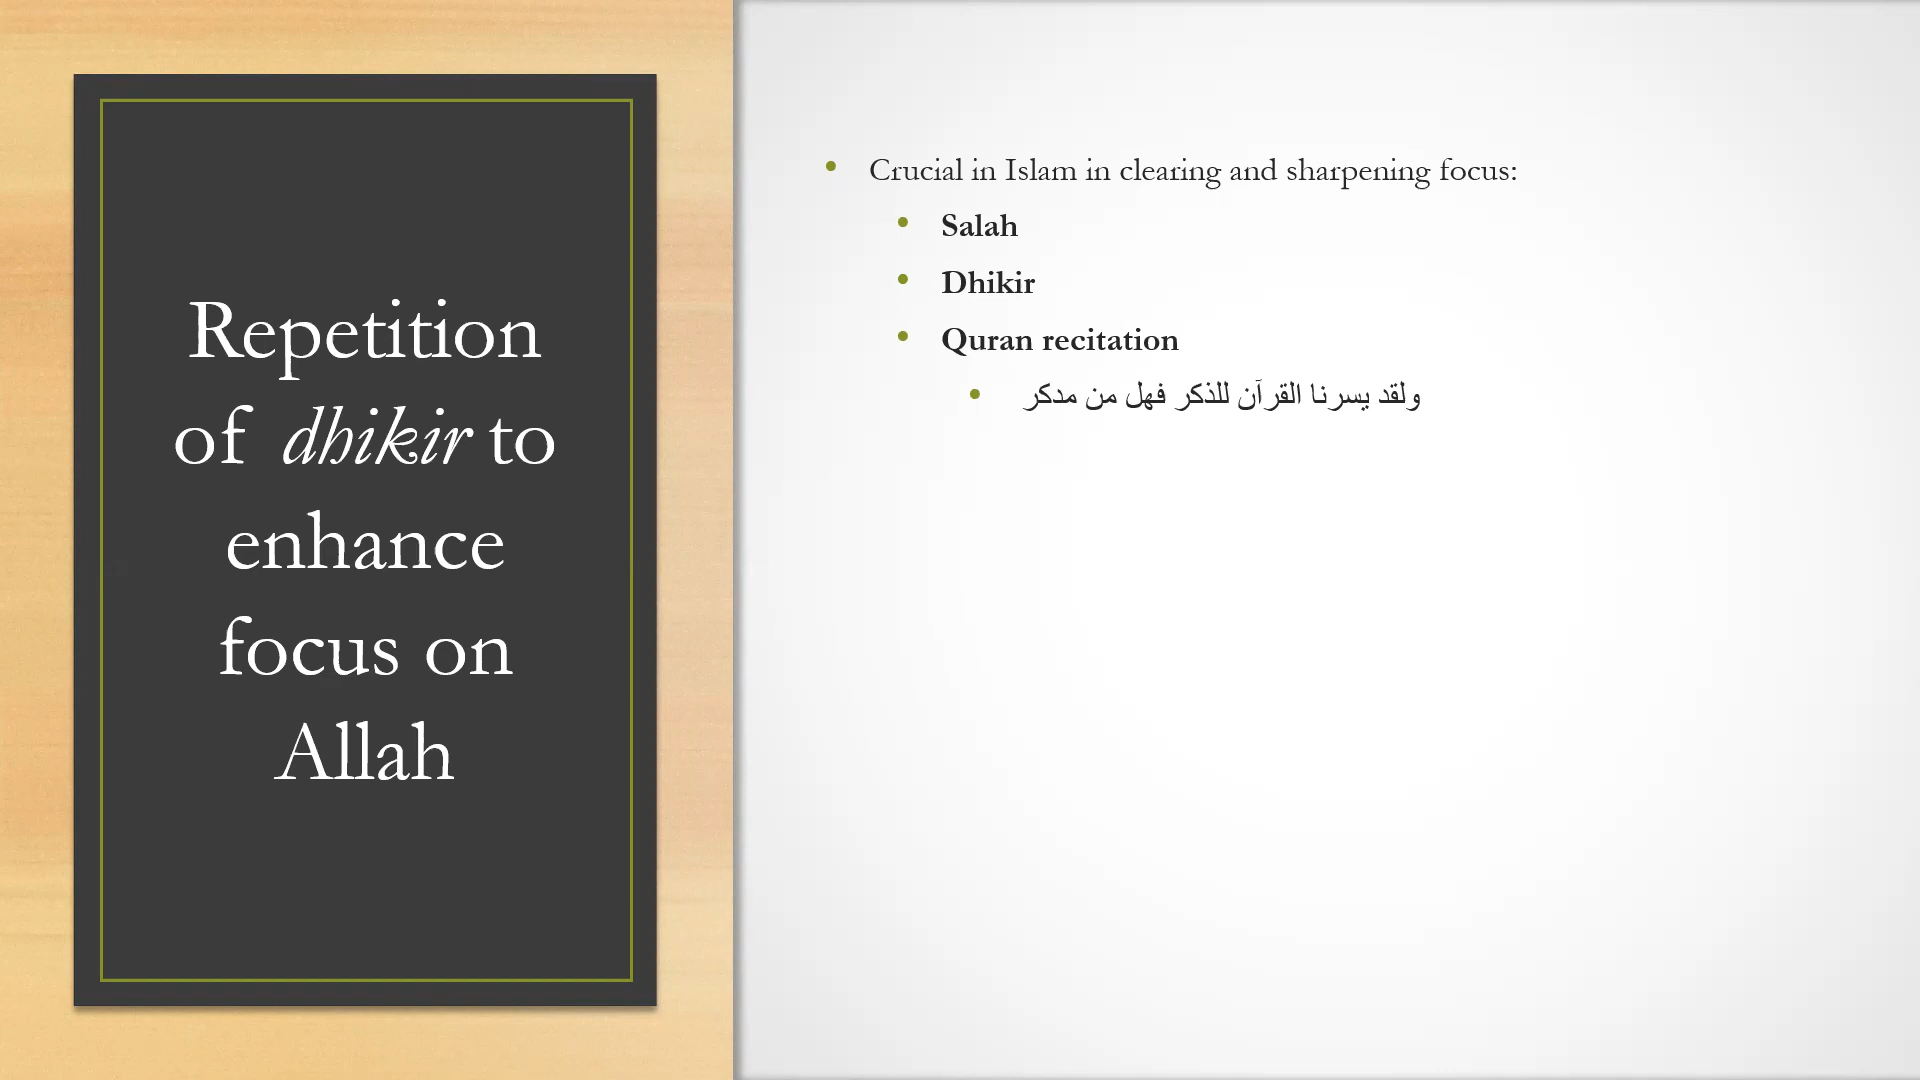 Repetition
of dhikir to
enhance
focus on
Allah
• Crucial in Islam in clearing and sharpening focus:
• Salah
• Dhikir
• Quran recitation
• ولقد يسرنا القرآن للذكر فهل من مدكر